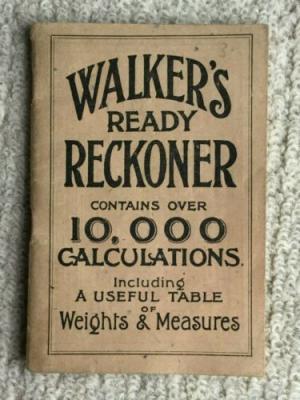 WALKER'S
READY
RECKONER
CONTAINS OVER
10,000
CALCULATIONS.
Including
A USEFUL TABLE
OF
Weights & Measures